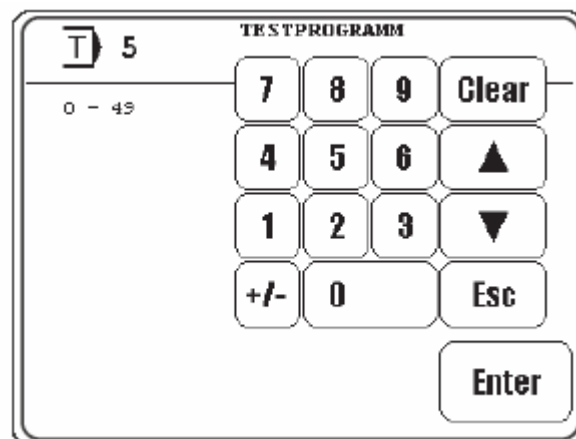 TESTPROGRAMM
T 5
0 - 49
7 8 9 Clear
4 5 6 ▲
1 2 3 ▼
+/- 0 Esc
Enter